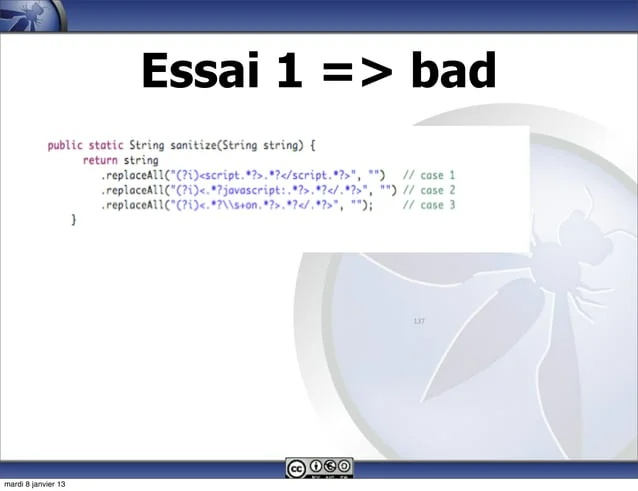 Essai 1 => bad
public static String sanitize(String string) {
return string
.replaceAll("(?i)<script.*?>.*?</script.*?>", "") // case 1
.replaceAll("(?i)<.*?javascript:.*?>.*?</.*?>", "") // case 2
.replaceAll("(?i)<.*?\\s+on.*?>.*?</.*?>", ""); // case 3
}
137
mardi 8 janvier 13